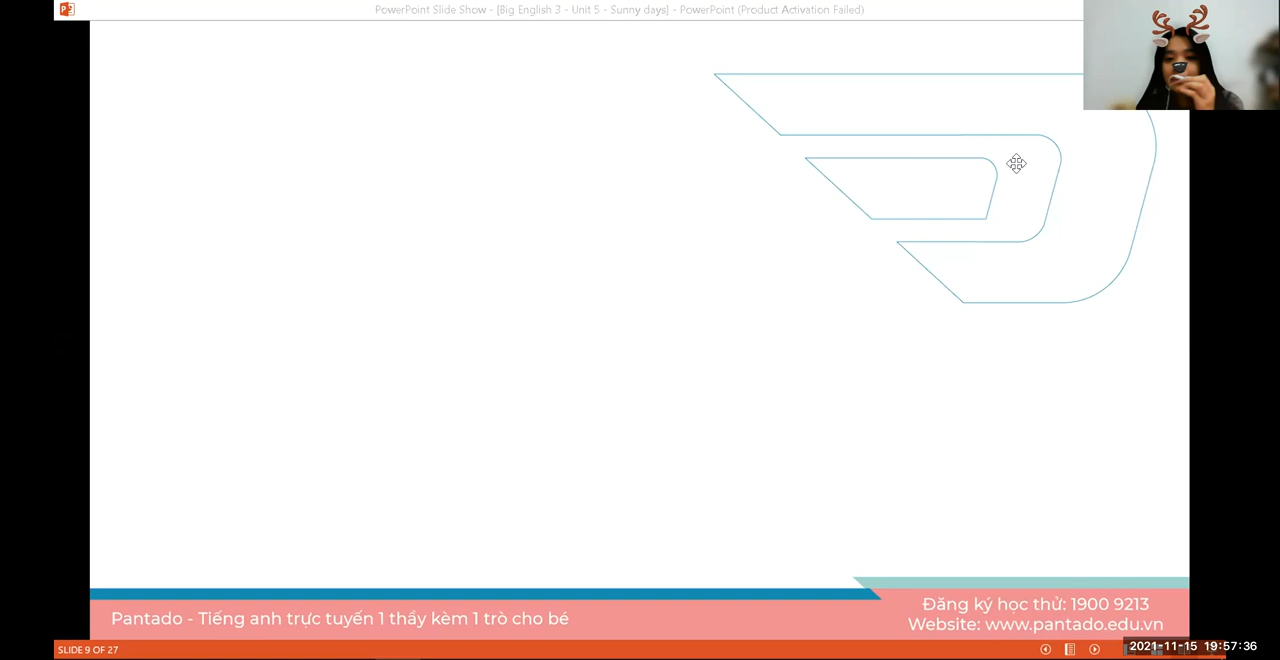 PowerPoint Slide Show - [Big English 3 - Unit 5 - Sunny days] - PowerPoint (Product Activation Failed)
Pantado - Tiếng anh trực tuyến 1 thầy kèm 1 trò cho bé
Đăng ký học thử: 1900 9213
Website: www.pantado.edu.vn
SLIDE 9 OF 27
2021-11-15 19:57:36